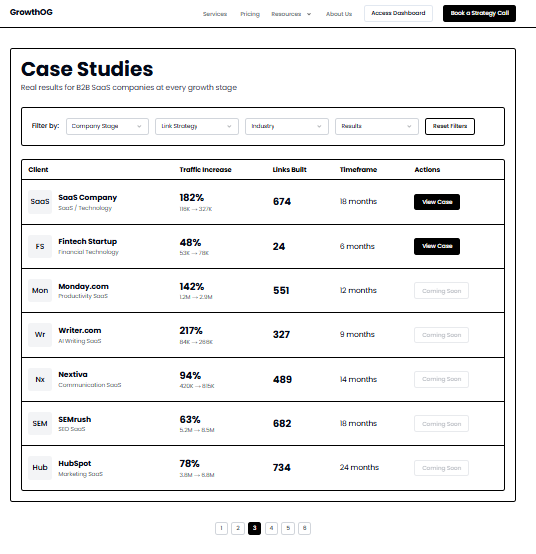 GrowthOG
Services Pricing Resources About Us Access Dashboard Book a Strategy Call
Case Studies
Real results for B2B SaaS companies at every growth stage
Filter by: Company Stage Link Strategy Industry Results Reset Filters
Client Traffic Increase Links Built Timeframe Actions
SaaS SaaS Company 182% 674 18 months View Case
SaaS / Technology 116K → 327K
FS Fintech Startup 48% 24 6 months View Case
Financial Technology 53K → 78K
Mon Monday.com 142% 551 12 months Coming Soon
Productivity SaaS 1.2M → 2.9M
Wr Writer.com 217% 327 9 months Coming Soon
AI Writing SaaS 84K → 266K
Nx Nextiva 94% 489 14 months Coming Soon
Communication SaaS 420K → 815K
SEM SEMrush 63% 682 18 months Coming Soon
SEO SaaS 5.2M → 8.5M
Hub HubSpot 78% 734 24 months Coming Soon
Marketing SaaS 3.8M → 6.8M
1 2 3 4 5 6